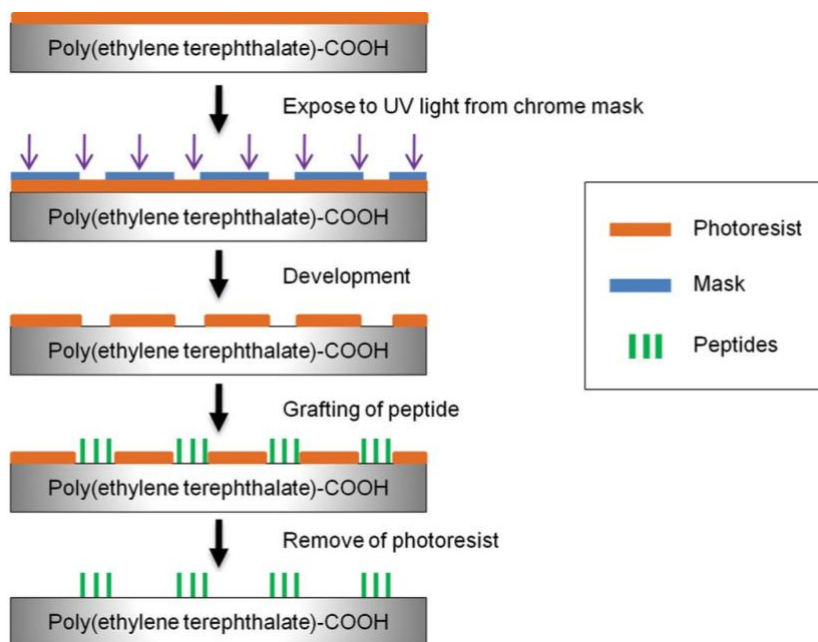 Poly(ethylene terephthalate)-COOH
Expose to UV light from chrome mask
Poly(ethylene terephthalate)-COOH
Development
Poly(ethylene terephthalate)-COOH
Grafting of peptide
Poly(ethylene terephthalate)-COOH
Remove of photoresist
Poly(ethylene terephthalate)-COOH
Photoresist
Mask
Peptides